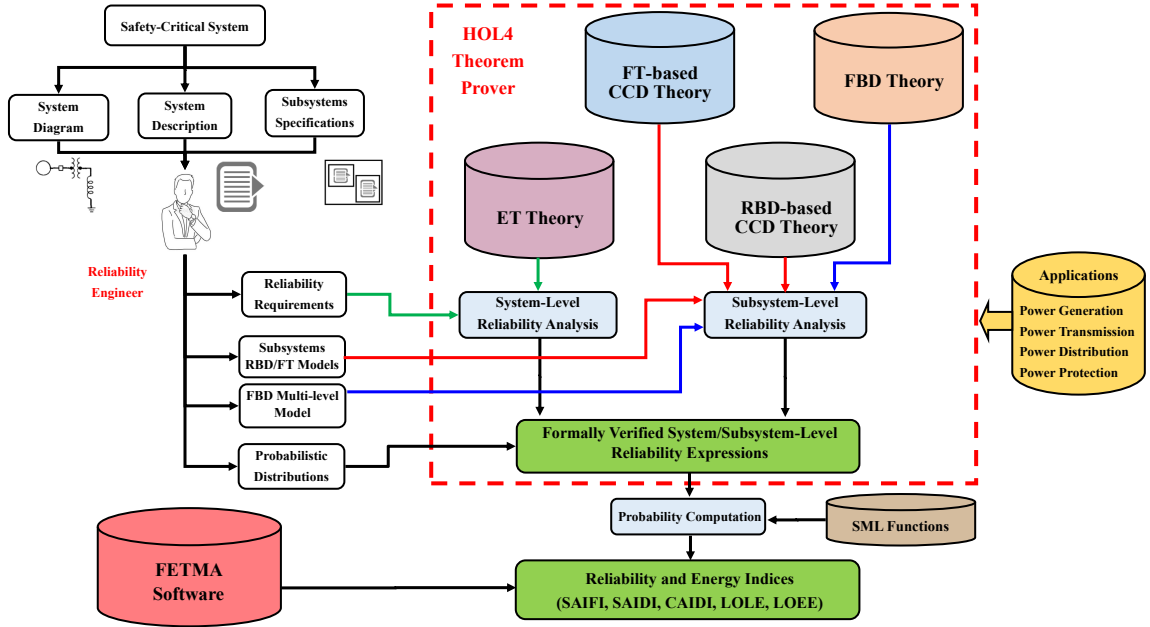 Safety-Critical System
System
Diagram
System
Description
Subsystems
Specifications
Reliability
Engineer
Reliability
Requirements
Subsystems
RBD/FT Models
FBD Multi-level
Model
Probabilistic
Distributions
HOL4
Theorem
Prover
FT-based
CCD Theory
FBD Theory
ET Theory
RBD-based
CCD Theory
System-Level
Reliability Analysis
Subsystem-Level
Reliability Analysis
Applications
Power Generation
Power Transmission
Power Distribution
Power Protection
Formally Verified System/Subsystem-Level
Reliability Expressions
Probability Computation
SML Functions
FETMA
Software
Reliability and Energy Indices
(SAIFI, SAIDI, CAIDI, LOLE, LOEE)